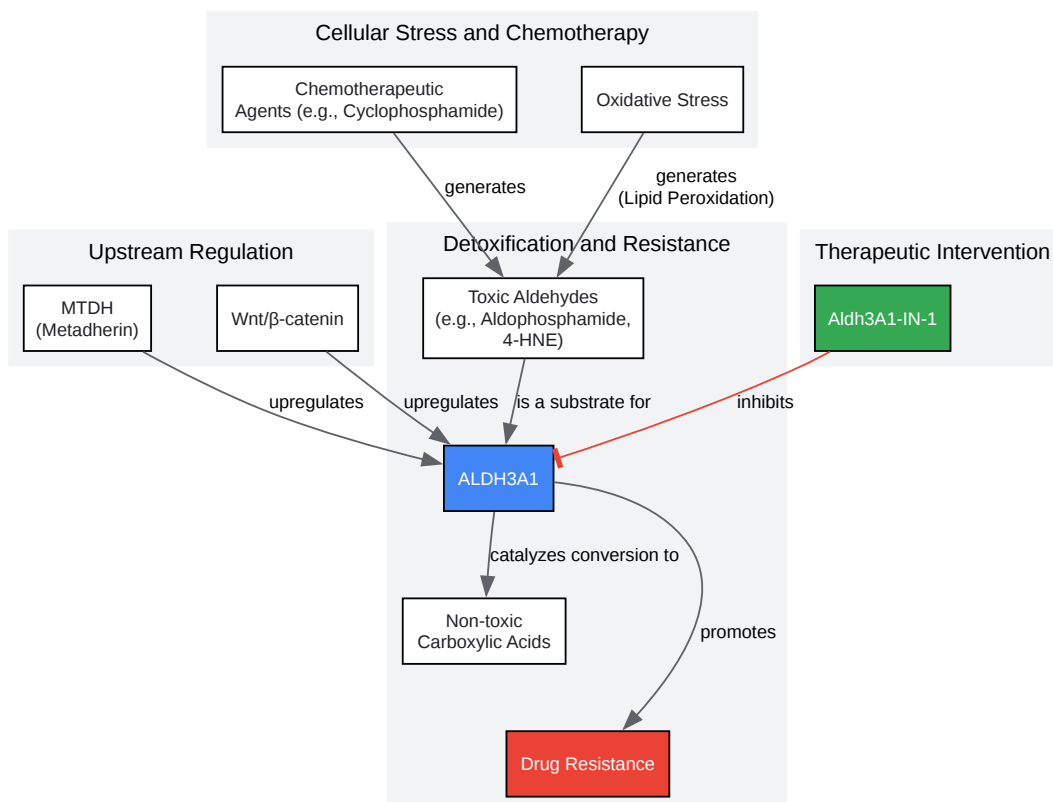 Cellular Stress and Chemotherapy
Chemotherapeutic
Agents (e.g., Cyclophosphamide)
Oxidative Stress
generates
generates
(Lipid Peroxidation)
Upstream Regulation
MTDH
(Metadherin)
Wnt/β-catenin
Detoxification and Resistance
Toxic Aldehydes
(e.g., Aldophosphamide,
4-HNE)
Therapeutic Intervention
Aldh3A1-IN-1
upregulates
upregulates
is a substrate for
inhibits
ALDH3A1
catalyzes conversion to
Non-toxic
Carboxylic Acids
promotes
Drug Resistance